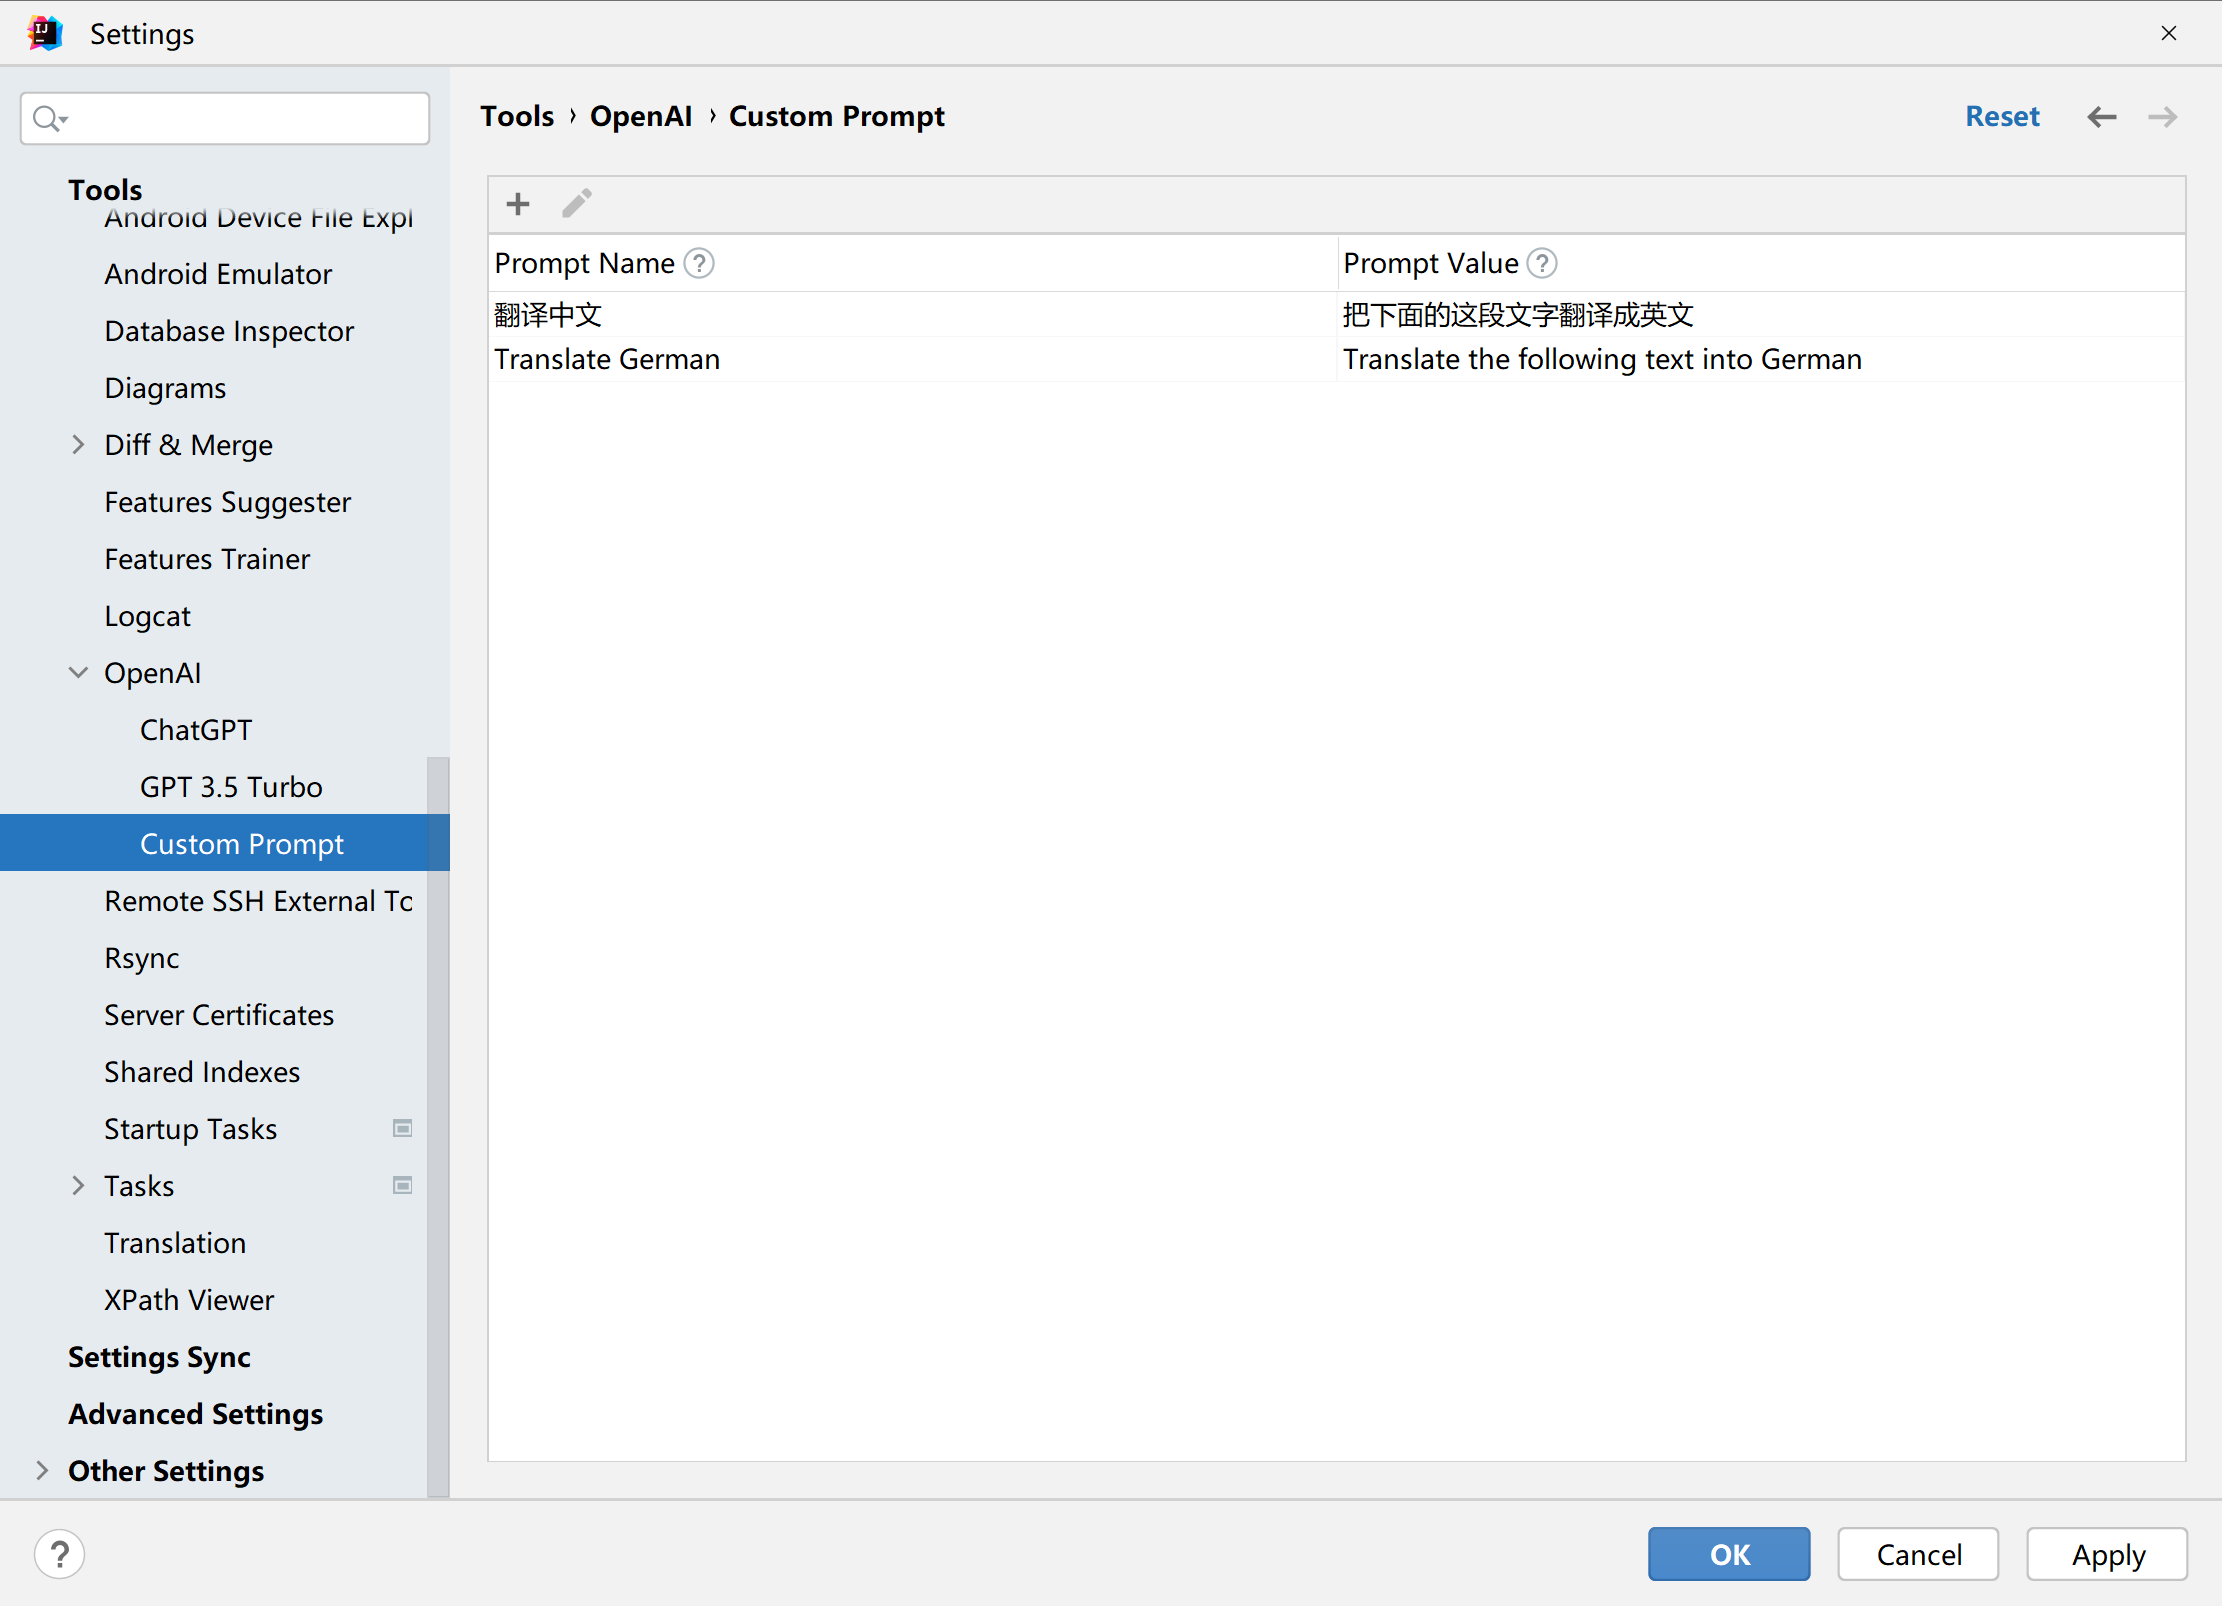 Settings
Tools
Android Device File Expl
Android Emulator
Database Inspector
Diagrams
Diff & Merge
Features Suggester
Features Trainer
Logcat
OpenAI
ChatGPT
GPT 3.5 Turbo
Custom Prompt
Remote SSH External To
Rsync
Server Certificates
Shared Indexes
Startup Tasks
Tasks
Translation
XPath Viewer
Settings Sync
Advanced Settings
Other Settings
Tools › OpenAI › Custom Prompt
Reset
Prompt Name ? Prompt Value ?
翻译中文 把下面的这段文字翻译成英文
Translate German Translate the following text into German
? OK Cancel Apply